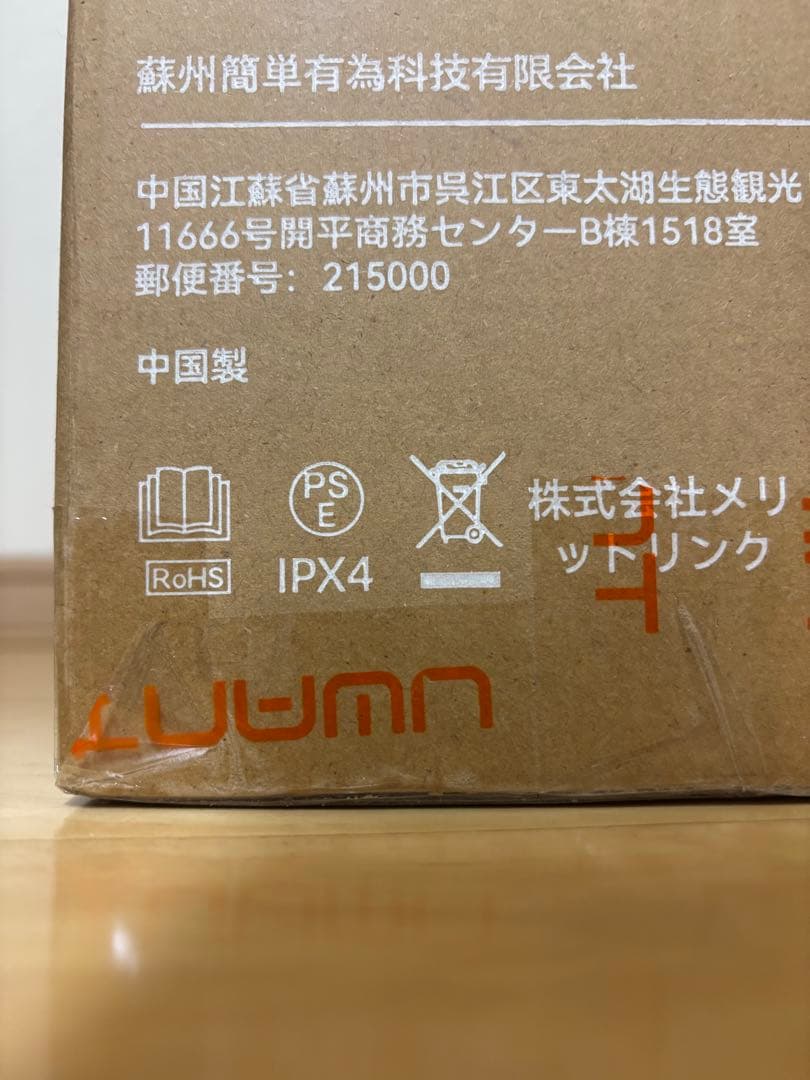 蘇州簡単有為科技有限会社
中国江蘇省蘇州市呉江区東太湖生態観光
11666号開平商務センターB棟1518室
郵便番号：215000
中国製
PS
E
株式会社メリ
ットリンク
RoHS
IPX4
UWANT